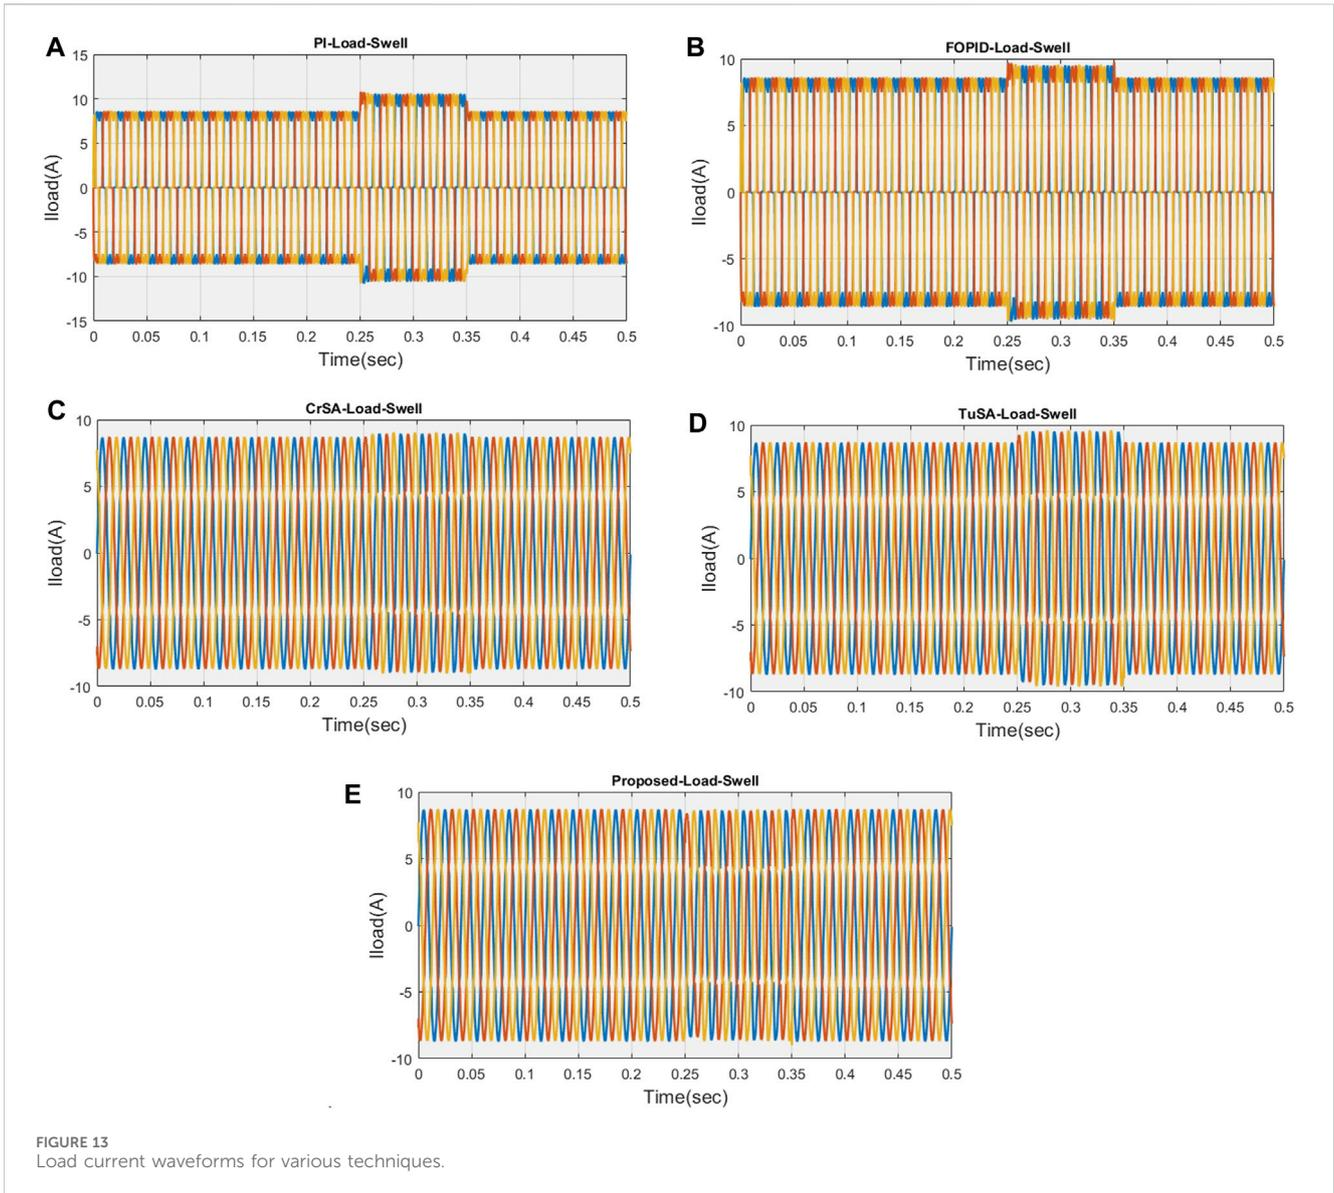 A
PI-Load-Swell
15
10
5
0
-5
-10
-15
Iload(A)
0 0.05 0.1 0.15 0.2 0.25 0.3 0.35 0.4 0.45 0.5
Time(sec)
B
FOPID-Load-Swell
10
5
0
-5
-10
Iload(A)
0 0.05 0.1 0.15 0.2 0.25 0.3 0.35 0.4 0.45 0.5
Time(sec)
C
CrSA-Load-Swell
10
5
0
-5
-10
Iload(A)
0 0.05 0.1 0.15 0.2 0.25 0.3 0.35 0.4 0.45 0.5
Time(sec)
D
TuSA-Load-Swell
10
5
0
-5
-10
Iload(A)
0 0.05 0.1 0.15 0.2 0.25 0.3 0.35 0.4 0.45 0.5
Time(sec)
E
Proposed-Load-Swell
10
5
0
-5
-10
Iload(A)
0 0.05 0.1 0.15 0.2 0.25 0.3 0.35 0.4 0.45 0.5
Time(sec)
FIGURE 13
Load current waveforms for various techniques.